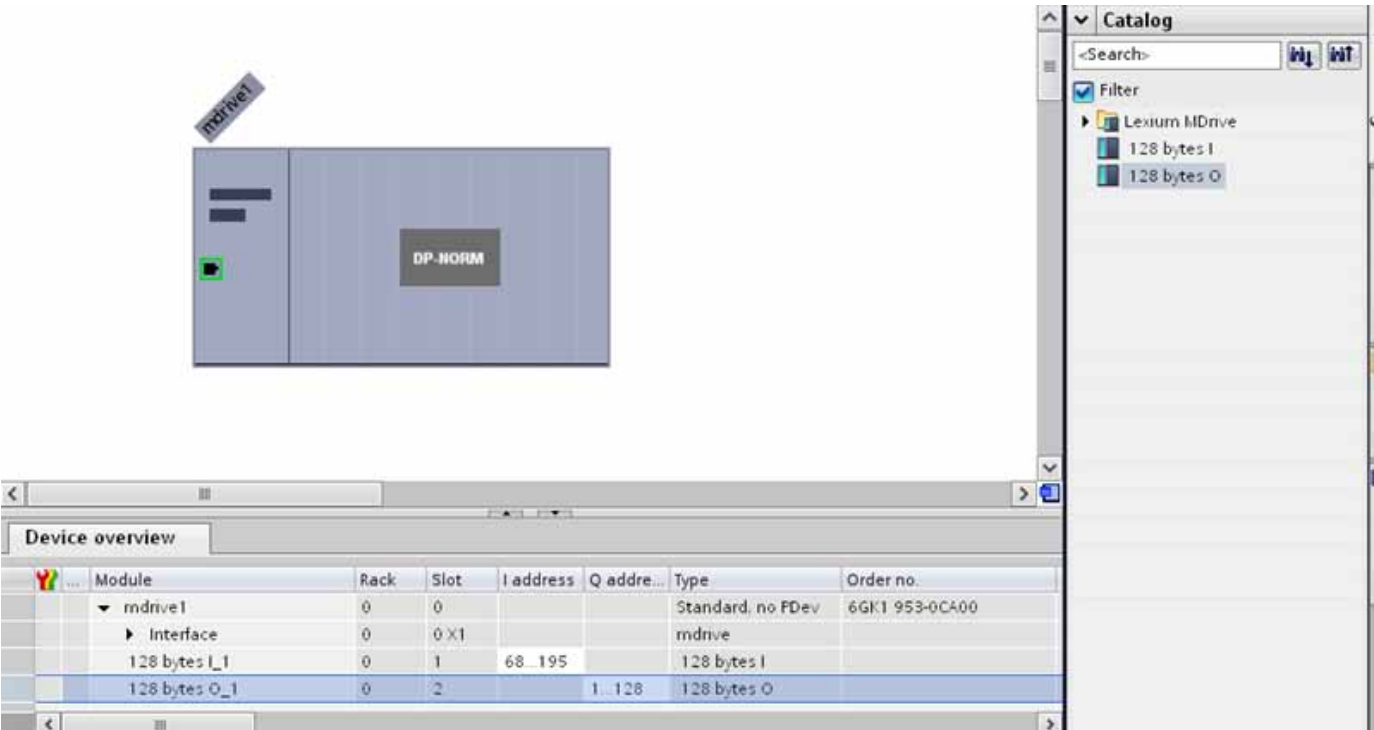 Catalog
<Search>
Filter
Lexium MDrive
128 bytes I
128 bytes O
mdrive1
DP-NORM
Device overview
... Module Rack Slot I address Q addre... Type Order no.
mdrive1 0 0 Standard, no PDev 6GK1 953-0CA00
Interface 0 0 X1 mdrive
128 bytes I_1 0 1 68...195 128 bytes I
128 bytes O_1 0 2 1...128 128 bytes O